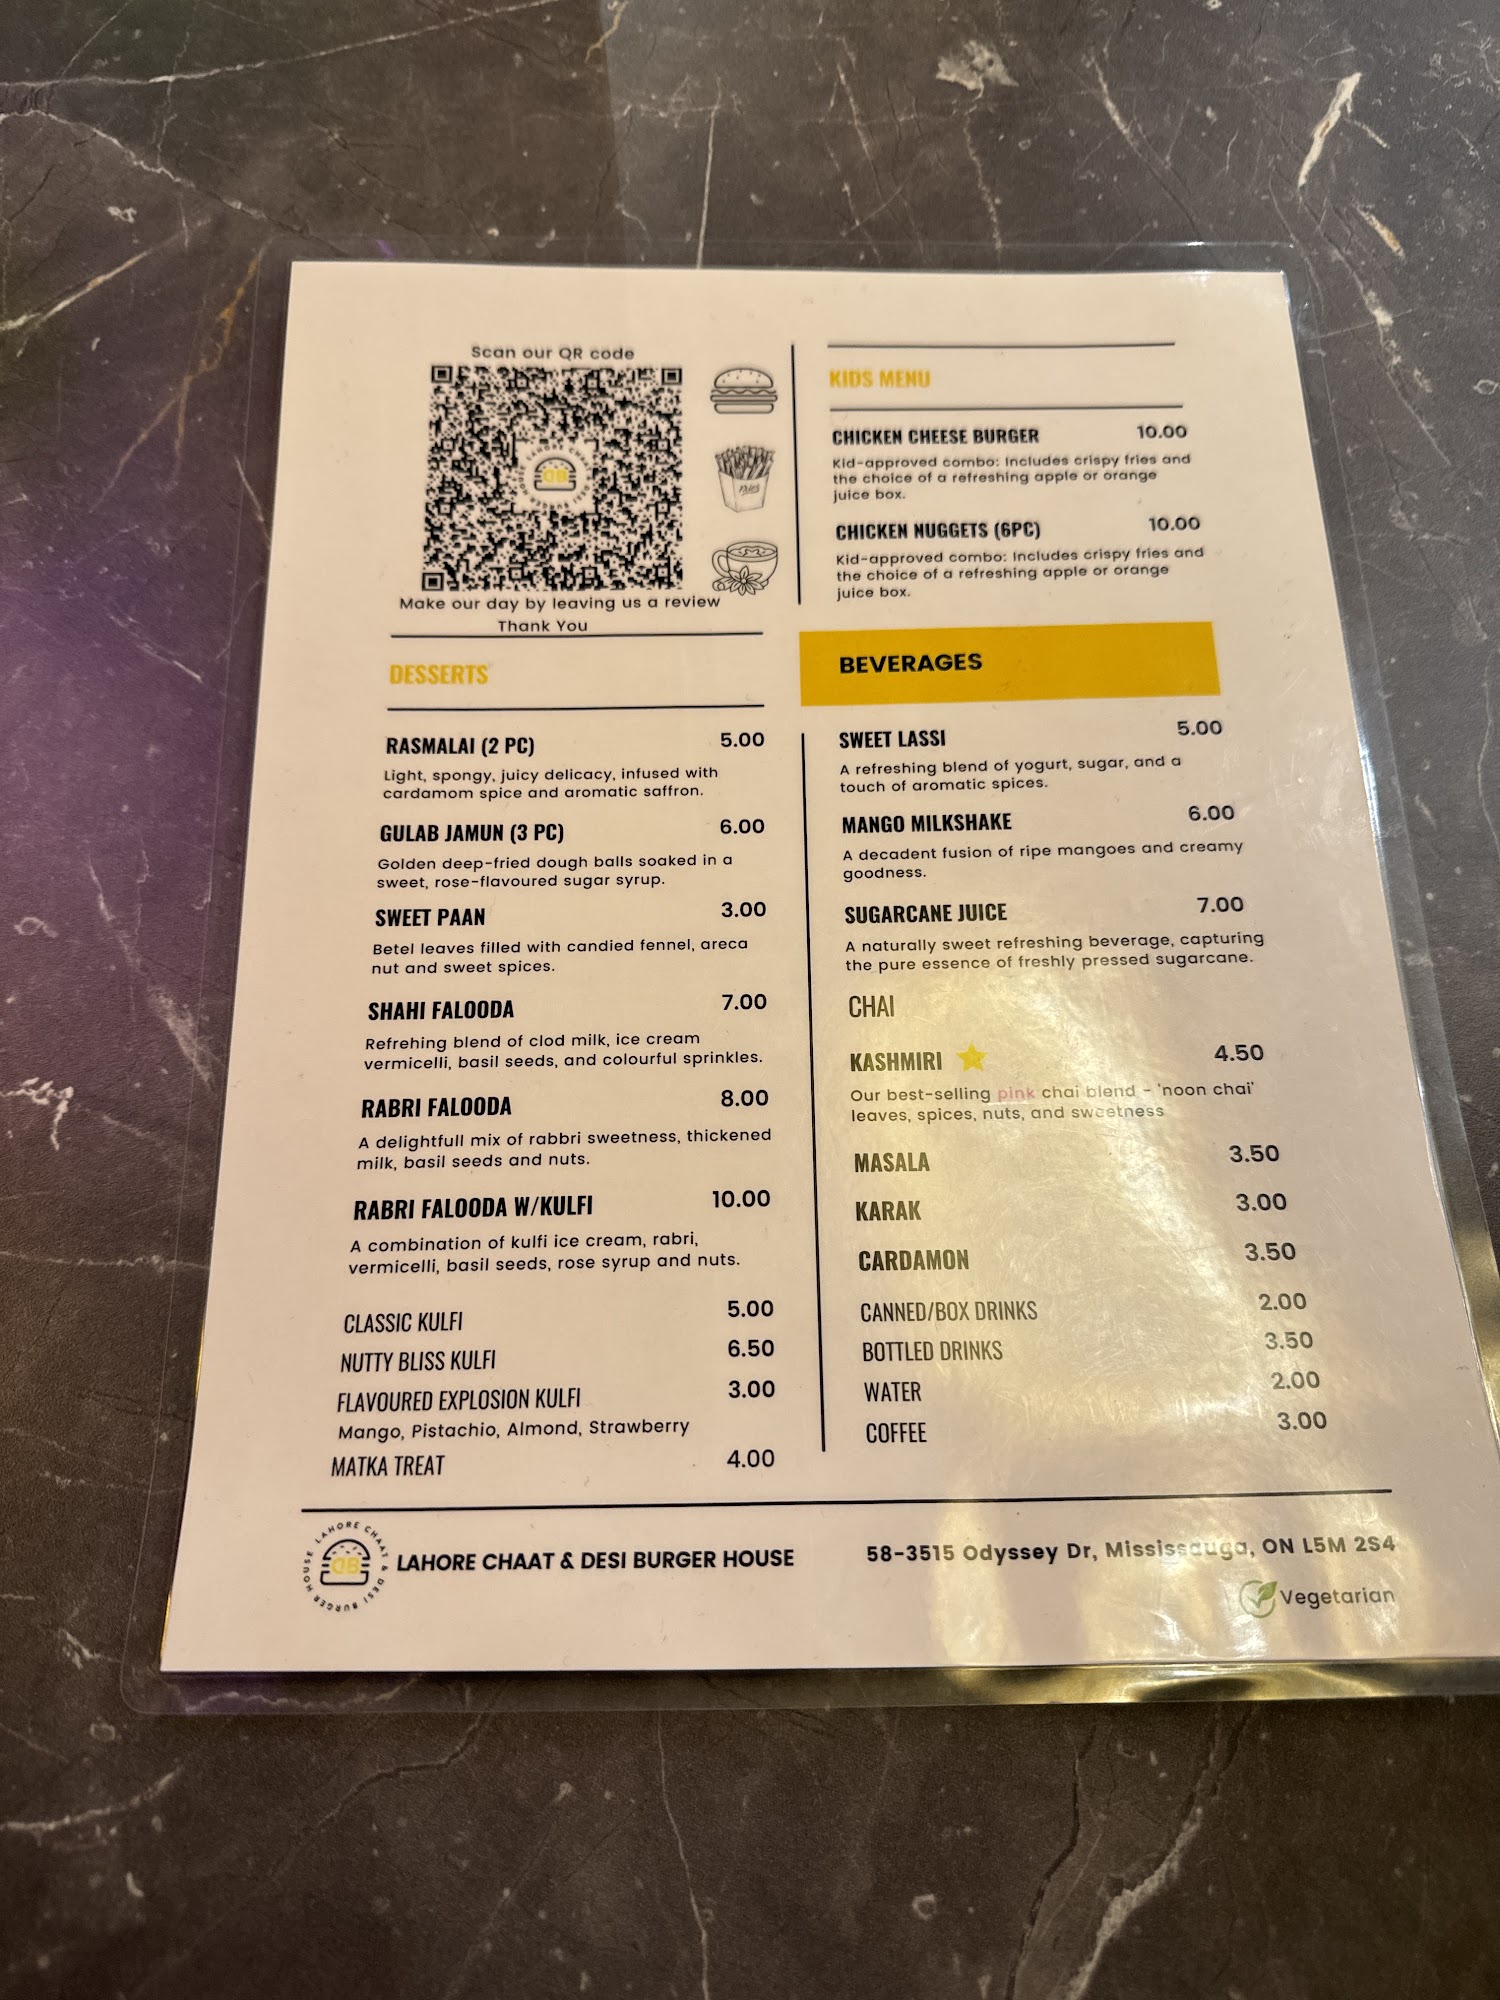 Scan our QR code
LAHORE CHAAT & DESI BURGER HOUSE
DB
Fries
Make our day by leaving us a review
Thank You
DESSERTS
RASMALAI (2 PC) 5.00
Light, spongy, juicy delicacy, infused with
cardamom spice and aromatic saffron.
GULAB JAMUN (3 PC) 6.00
Golden deep-fried dough balls soaked in a
sweet, rose-flavoured sugar syrup.
SWEET PAAN 3.00
Betel leaves filled with candied fennel, areca
nut and sweet spices.
SHAHI FALOODA 7.00
Refrehing blend of clod milk, ice cream
vermicelli, basil seeds, and colourful sprinkles.
RABRI FALOODA 8.00
A delightfull mix of rabbri sweetness, thickened
milk, basil seeds and nuts.
RABRI FALOODA W/KULFI 10.00
A combination of kulfi ice cream, rabri,
vermicelli, basil seeds, rose syrup and nuts.
CLASSIC KULFI 5.00
NUTTY BLISS KULFI 6.50
FLAVOURED EXPLOSION KULFI 3.00
Mango, Pistachio, Almond, Strawberry
MATKA TREAT 4.00
KIDS MENU
CHICKEN CHEESE BURGER 10.00
Kid-approved combo: Includes crispy fries and
the choice of a refreshing apple or orange
juice box.
CHICKEN NUGGETS (6PC) 10.00
Kid-approved combo: Includes crispy fries and
the choice of a refreshing apple or orange
juice box.
BEVERAGES
SWEET LASSI 5.00
A refreshing blend of yogurt, sugar, and a
touch of aromatic spices.
MANGO MILKSHAKE 6.00
A decadent fusion of ripe mangoes and creamy
goodness.
SUGARCANE JUICE 7.00
A naturally sweet refreshing beverage, capturing
the pure essence of freshly pressed sugarcane.
CHAI
KASHMIRI 4.50
Our best-selling pink chai blend - 'noon chai'
leaves, spices, nuts, and sweetness
MASALA 3.50
KARAK 3.00
CARDAMON 3.50
CANNED/BOX DRINKS 2.00
BOTTLED DRINKS 3.50
WATER 2.00
COFFEE 3.00
LAHORE CHAAT & DESI BURGER HOUSE
DB
LAHORE CHAAT & DESI BURGER HOUSE
58-3515 Odyssey Dr, Mississauga, ON L5M 2S4
Vegetarian